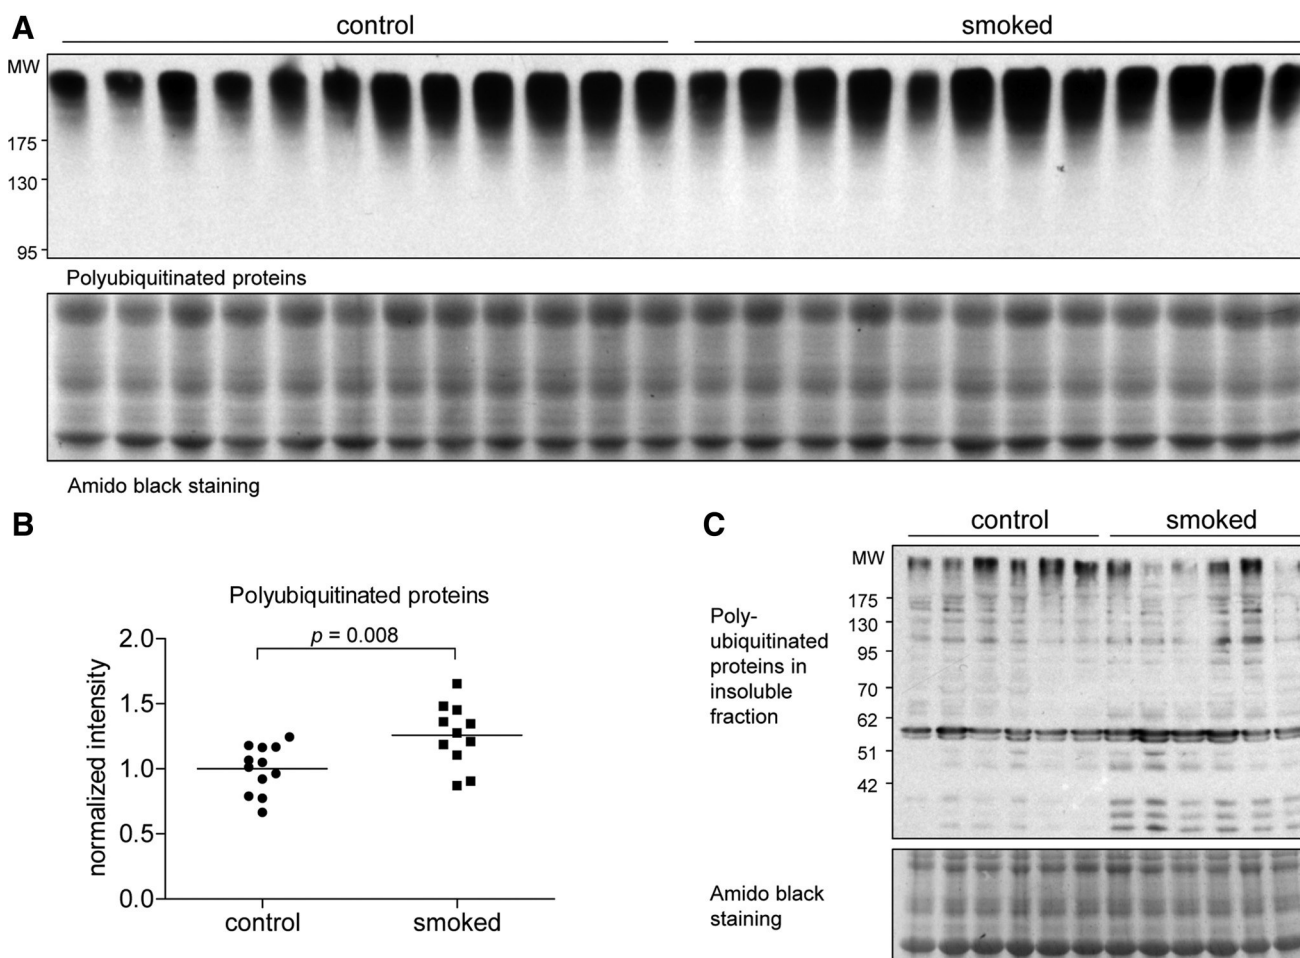 A
control
smoked
MW
175
130
95
Polyubiquitinated proteins
Amido black staining
B
Polyubiquitinated proteins
p = 0.008
2.0
1.5
1.0
0.5
0.0
normalized intensity
control
smoked
C
control
smoked
MW
175
130
95
70
62
51
42
Poly-
ubiquitinated
proteins in
insoluble
fraction
Amido black
staining